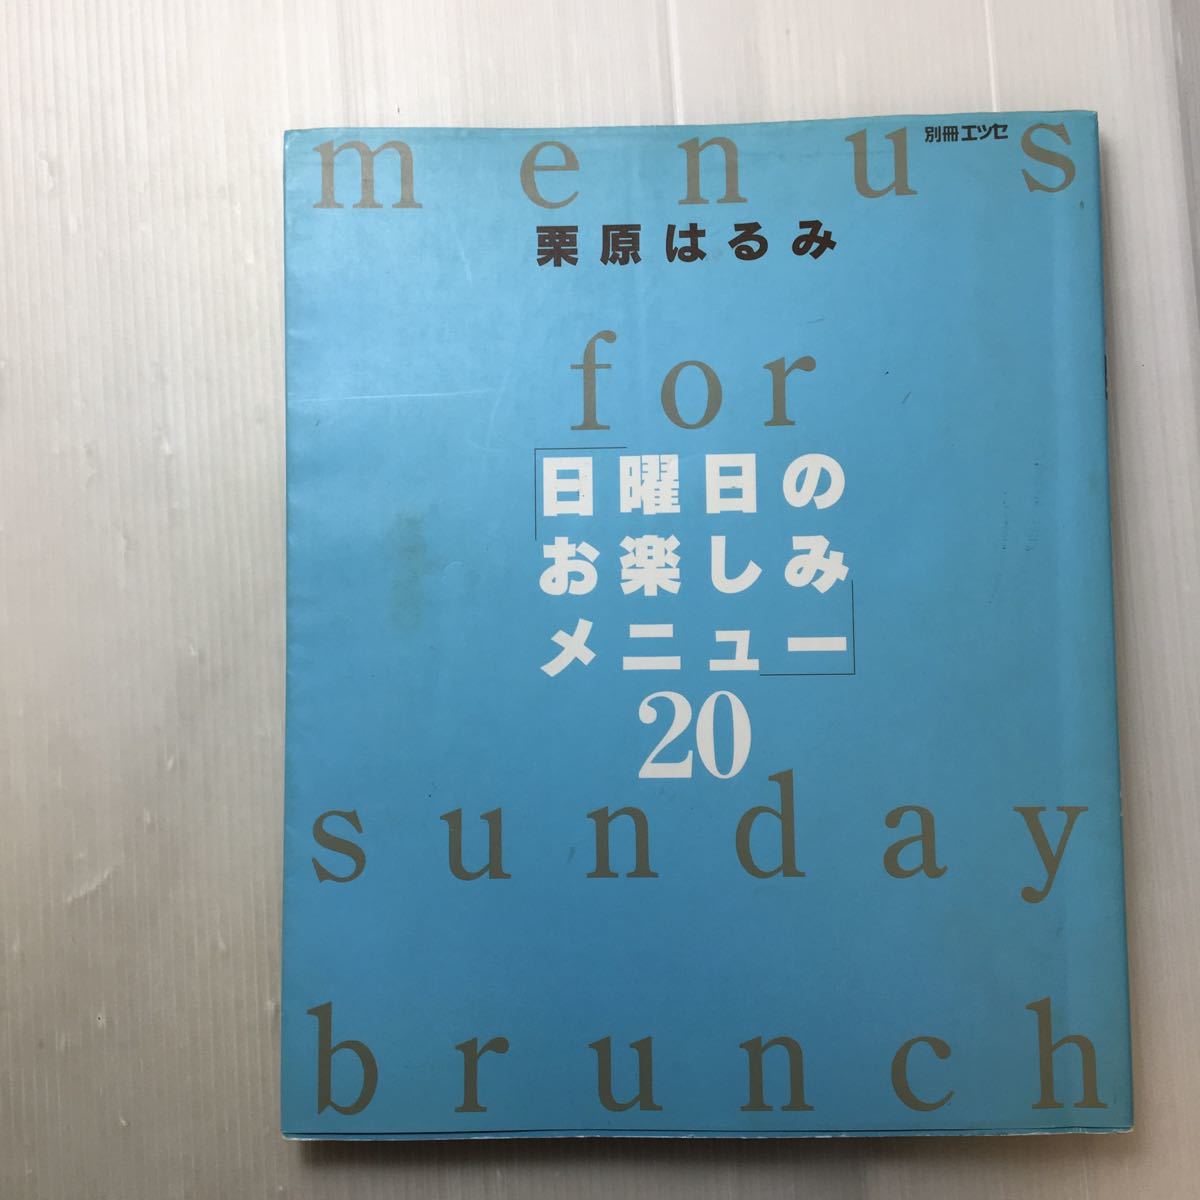 別冊エッセ
menus
栗原はるみ
for
「日曜日の
お楽しみ
メニュー」
20
sunday
brunch